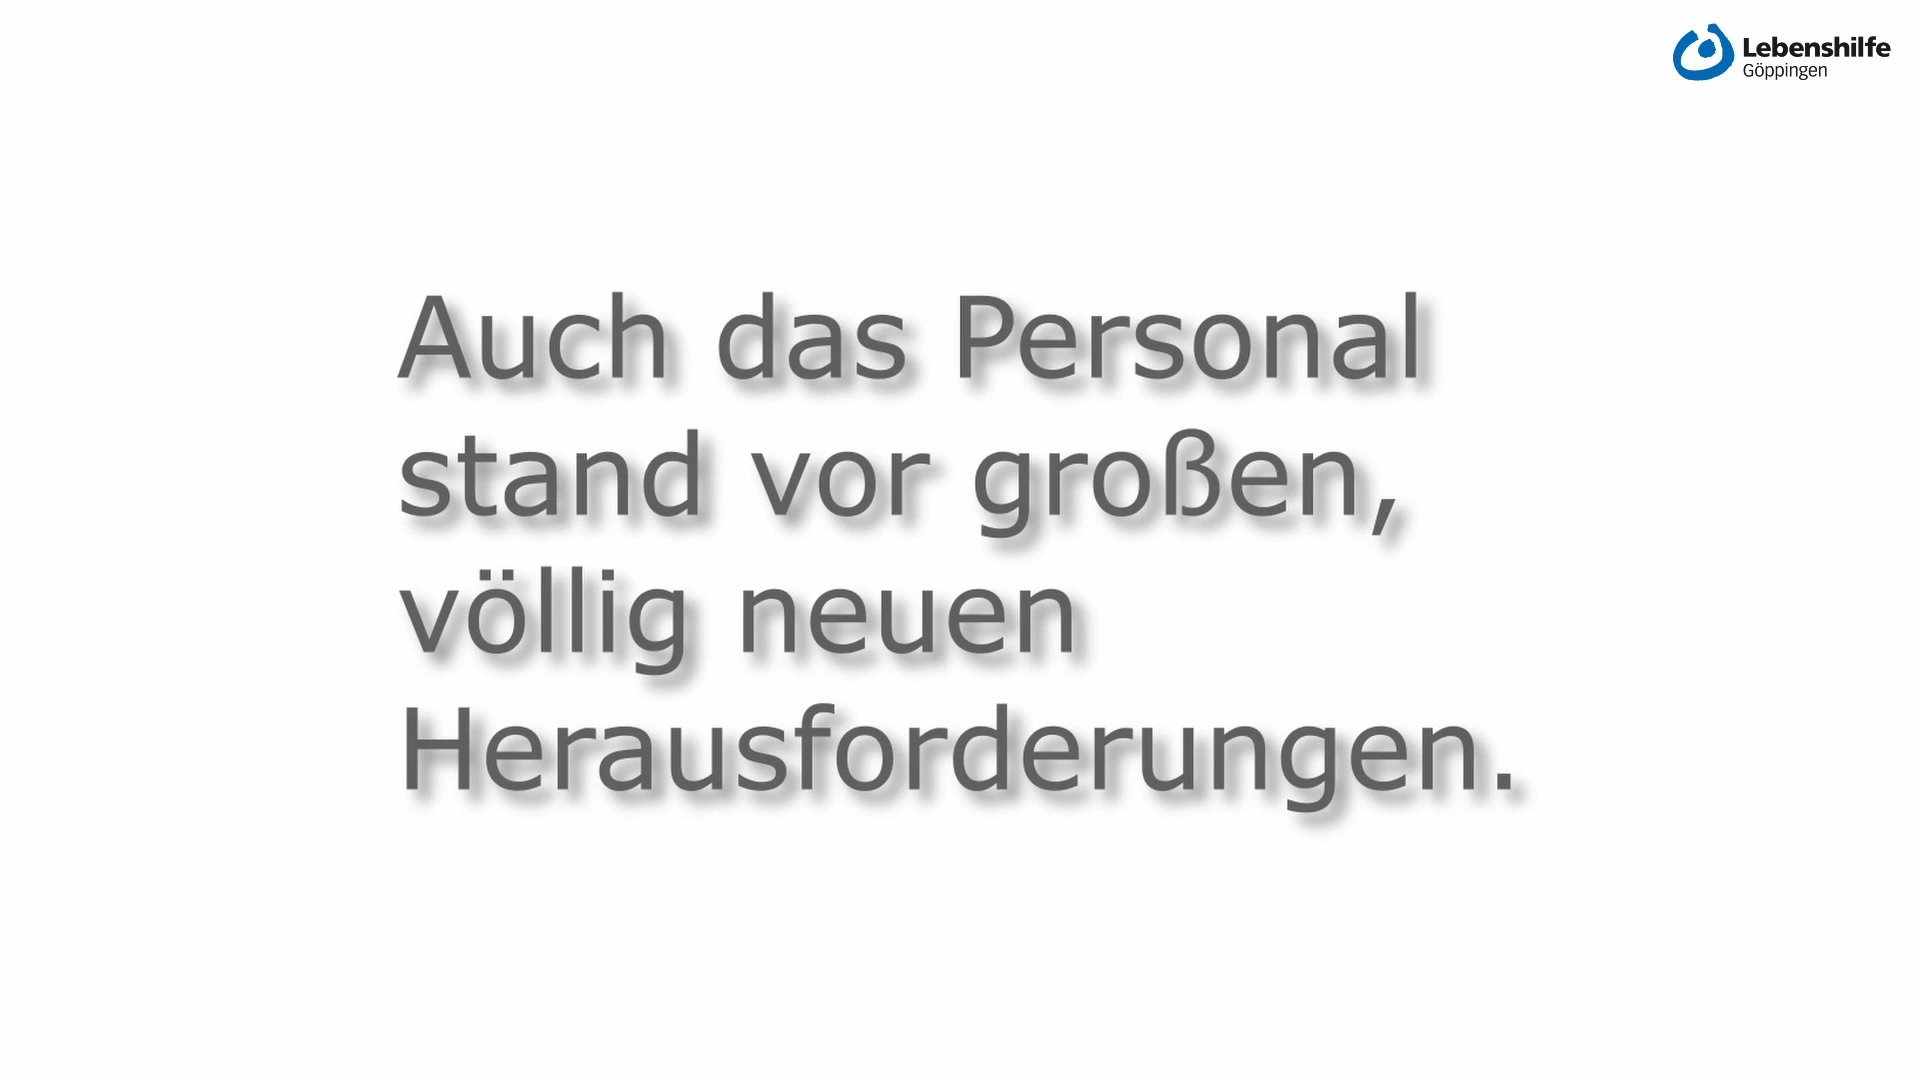 Lebenshilfe
Göppingen
Auch das Personal
stand vor großen,
völlig neuen
Herausforderungen.